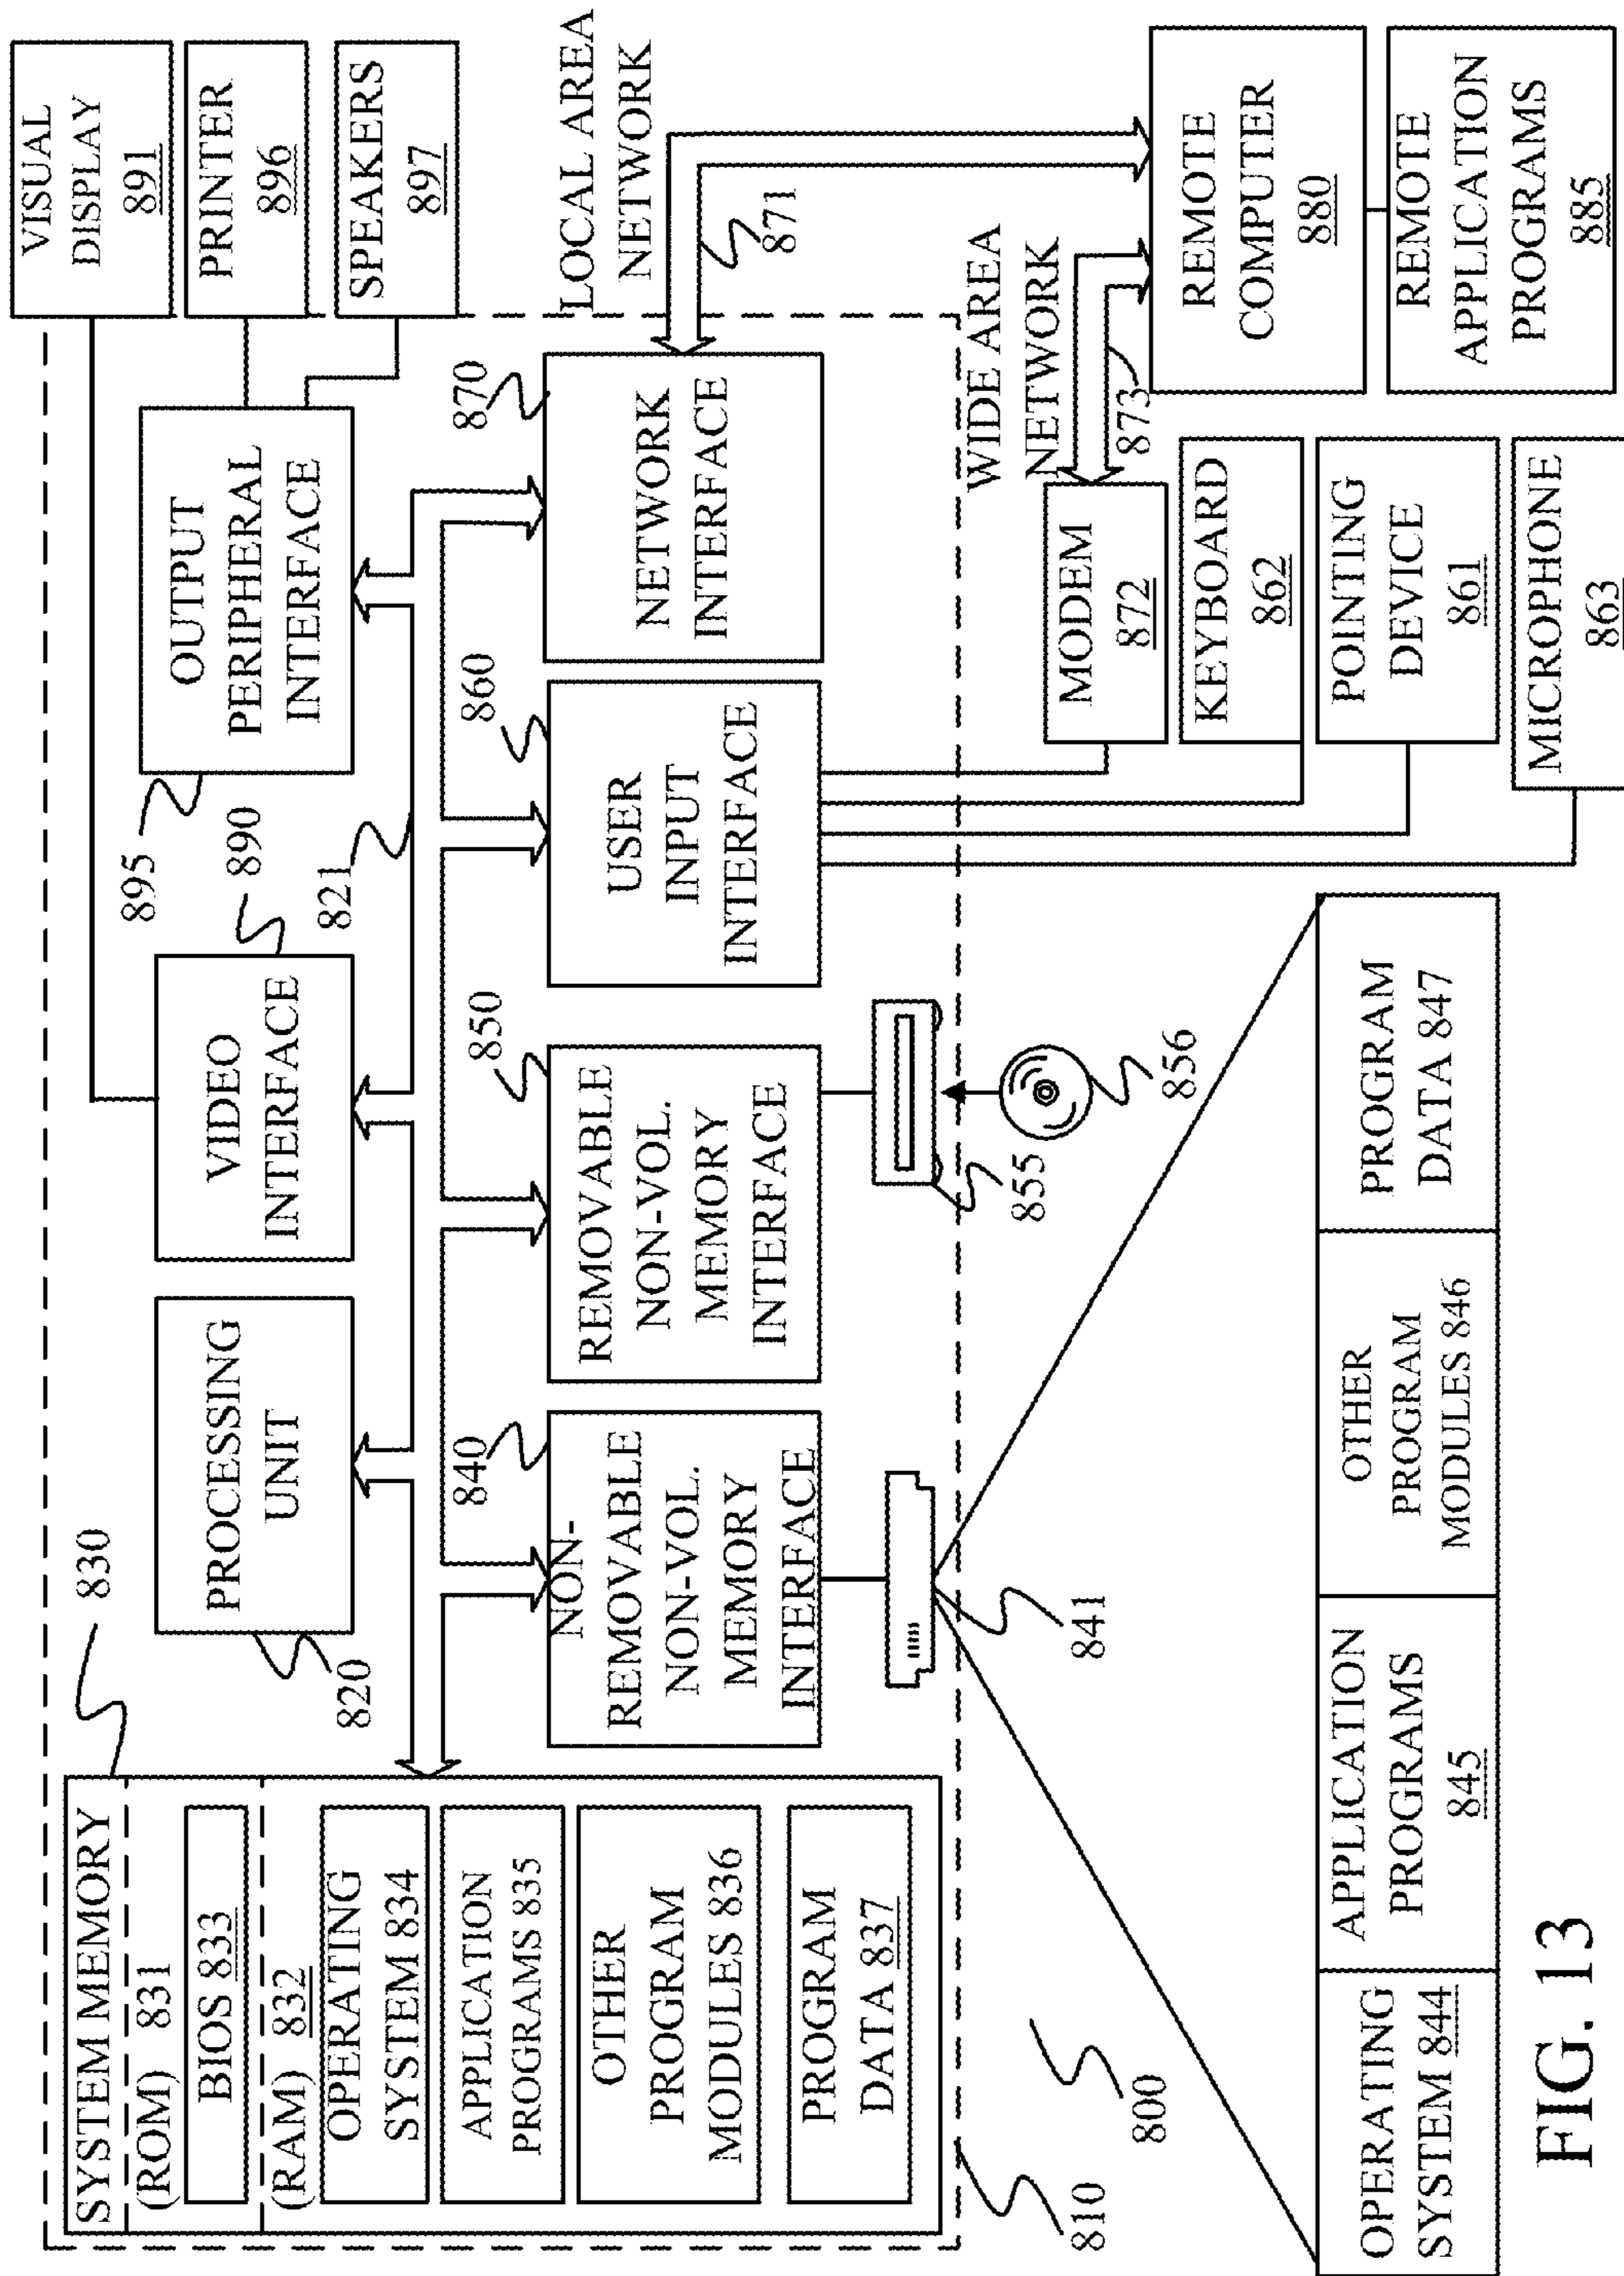 SYSTEM MEMORY
(ROM) 831
BIOS 833
(RAM) 832
OPERATING
SYSTEM 834
APPLICATION
PROGRAMS 835
OTHER
PROGRAM
MODULES 836
PROGRAM
DATA 837
830
PROCESSING
UNIT
820
VIDEO
INTERFACE
890
821
OUTPUT
PERIPHERAL
INTERFACE
895
VISUAL
DISPLAY
891
PRINTER
896
SPEAKERS
897
840
NON-
REMOVABLE
NON-VOL.
MEMORY
INTERFACE
850
REMOVABLE
NON-VOL.
MEMORY
INTERFACE
860
USER
INPUT
INTERFACE
870
NETWORK
INTERFACE
LOCAL AREA
NETWORK
871
810
800
841
855
856
WIDE AREA
NETWORK
873
MODEM
872
KEYBOARD
862
POINTING
DEVICE
861
MICROPHONE
863
REMOTE
COMPUTER
880
REMOTE
APPLICATION
PROGRAMS
885
OPERATING
SYSTEM 844
APPLICATION
PROGRAMS
845
OTHER
PROGRAM
MODULES 846
PROGRAM
DATA 847
FIG. 13